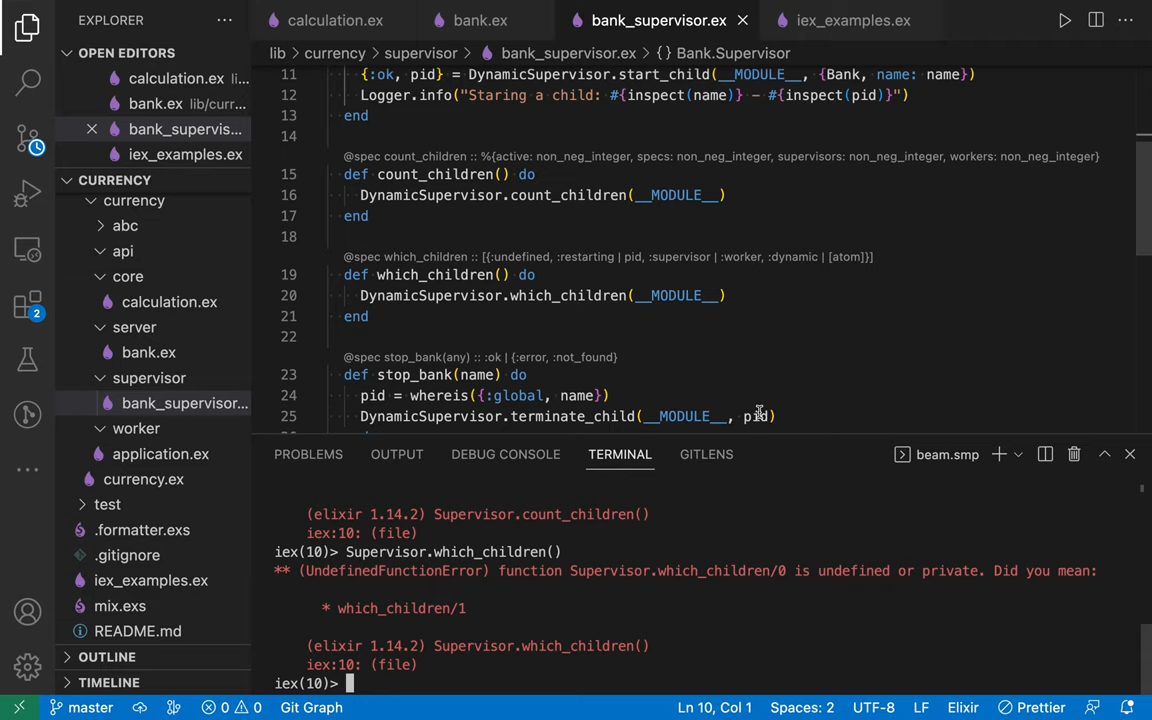 EXPLORER
calculation.ex
bank.ex
bank_supervisor.ex
iex_examples.ex
OPEN EDITORS
calculation.ex li...
bank.ex lib/curr...
bank_supervis...
iex_examples.ex
CURRENCY
currency
abc
api
core
calculation.ex
server
bank.ex
supervisor
bank_supervisor...
worker
application.ex
currency.ex
test
.formatter.exs
.gitignore
iex_examples.ex
mix.exs
README.md
OUTLINE
TIMELINE
2
lib > currency > supervisor > bank_supervisor.ex > {} Bank.Supervisor
11 {:ok, pid} = DynamicSupervisor.start_child(__MODULE__, {Bank, name: name})
12 Logger.info("Staring a child: #{inspect(name)} - #{inspect(pid)}")
13 end
14
@spec count_children :: %{active: non_neg_integer, specs: non_neg_integer, supervisors: non_neg_integer, workers: non_neg_integer}
15 def count_children() do
16 DynamicSupervisor.count_children(__MODULE__)
17 end
18
@spec which_children :: [{:undefined, :restarting | pid, :supervisor | :worker, :dynamic | [atom]}]
19 def which_children() do
20 DynamicSupervisor.which_children(__MODULE__)
21 end
22
@spec stop_bank(any) :: :ok | {:error, :not_found}
23 def stop_bank(name) do
24 pid = whereis({:global, name})
25 DynamicSupervisor.terminate_child(__MODULE__, pid)
PROBLEMS OUTPUT DEBUG CONSOLE TERMINAL GITLENS beam.smp
(elixir 1.14.2) Supervisor.count_children()
iex:10: (file)
iex(10)> Supervisor.which_children()
** (UndefinedFunctionError) function Supervisor.which_children/0 is undefined or private. Did you mean:
* which_children/1
(elixir 1.14.2) Supervisor.which_children()
iex:10: (file)
iex(10)>
master 0 0 Git Graph Ln 10, Col 1 Spaces: 2 UTF-8 LF Elixir Prettier